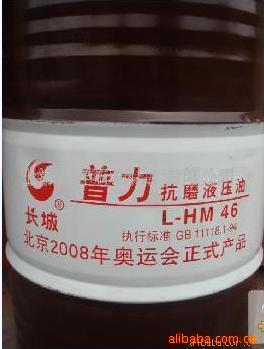 普力 抗磨液压油
长城® L-HM 46
执行标准 GB 11118.1-94
北京2008年奥运会正式产品
alibaba.com.cn